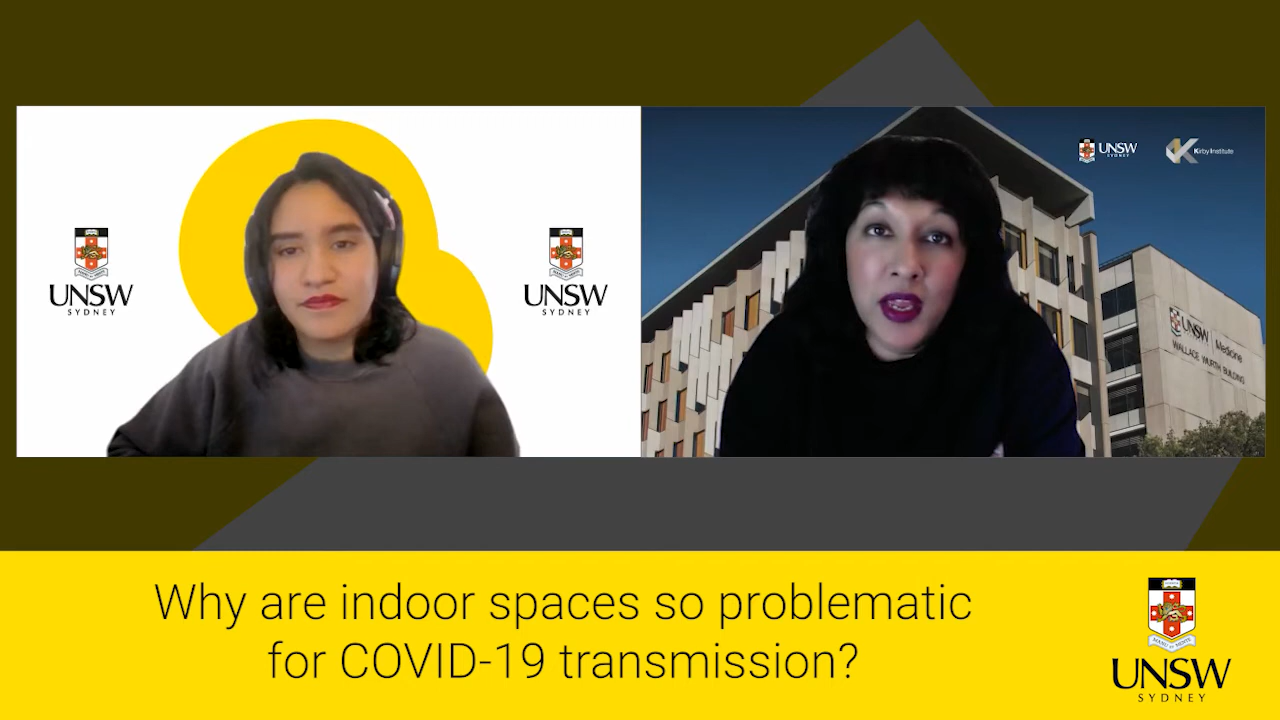 UNSW
SYDNEY
UNSW
SYDNEY
UNSW
SYDNEY
Kirby Institute
UNSW
Medicine
WALLACE WURTH BUILDING
Why are indoor spaces so problematic
for COVID-19 transmission?
UNSW
SYDNEY